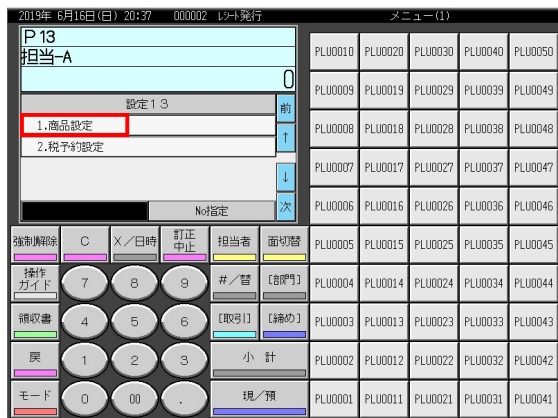 2019年 6月16日(日) 20:37 000002 レシート発行 メニュー(1)
P13
担当-A
0
設定13
前
1.商品設定
↑
2.税予約設定
↓
No指定
次
強制解除 C X/日時 訂正中止 担当者 面切替
操作ガイド 7 8 9 #/替 [部門]
領収書 4 5 6 [取引] [締め]
戻 1 2 3 小計
モード 0 00 . 現/預
PLU0010 PLU0020 PLU0030 PLU0040 PLU0050
PLU0009 PLU0019 PLU0029 PLU0039 PLU0049
PLU0008 PLU0018 PLU0028 PLU0038 PLU0048
PLU0007 PLU0017 PLU0027 PLU0037 PLU0047
PLU0006 PLU0016 PLU0026 PLU0036 PLU0046
PLU0005 PLU0015 PLU0025 PLU0035 PLU0045
PLU0004 PLU0014 PLU0024 PLU0034 PLU0044
PLU0003 PLU0013 PLU0023 PLU0033 PLU0043
PLU0002 PLU0012 PLU0022 PLU0032 PLU0042
PLU0001 PLU0011 PLU0021 PLU0031 PLU0041